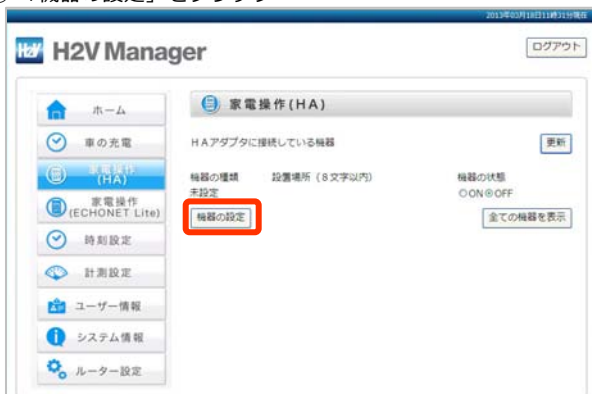 「機器の設定」をクリック
2013年02月18日11時31分現在
H2V H2V Manager
ログアウト
ホーム
車の充電
家電操作
(HA)
家電操作
(ECHONET Lite)
時刻設定
計測設定
ユーザー情報
システム情報
ルーター設定
家電操作(HA)
HAアダプタに接続している機器
更新
機器の種類 設置場所(8文字以内) 機器の状態
未設定 ON OFF
機器の設定 全ての機器を表示